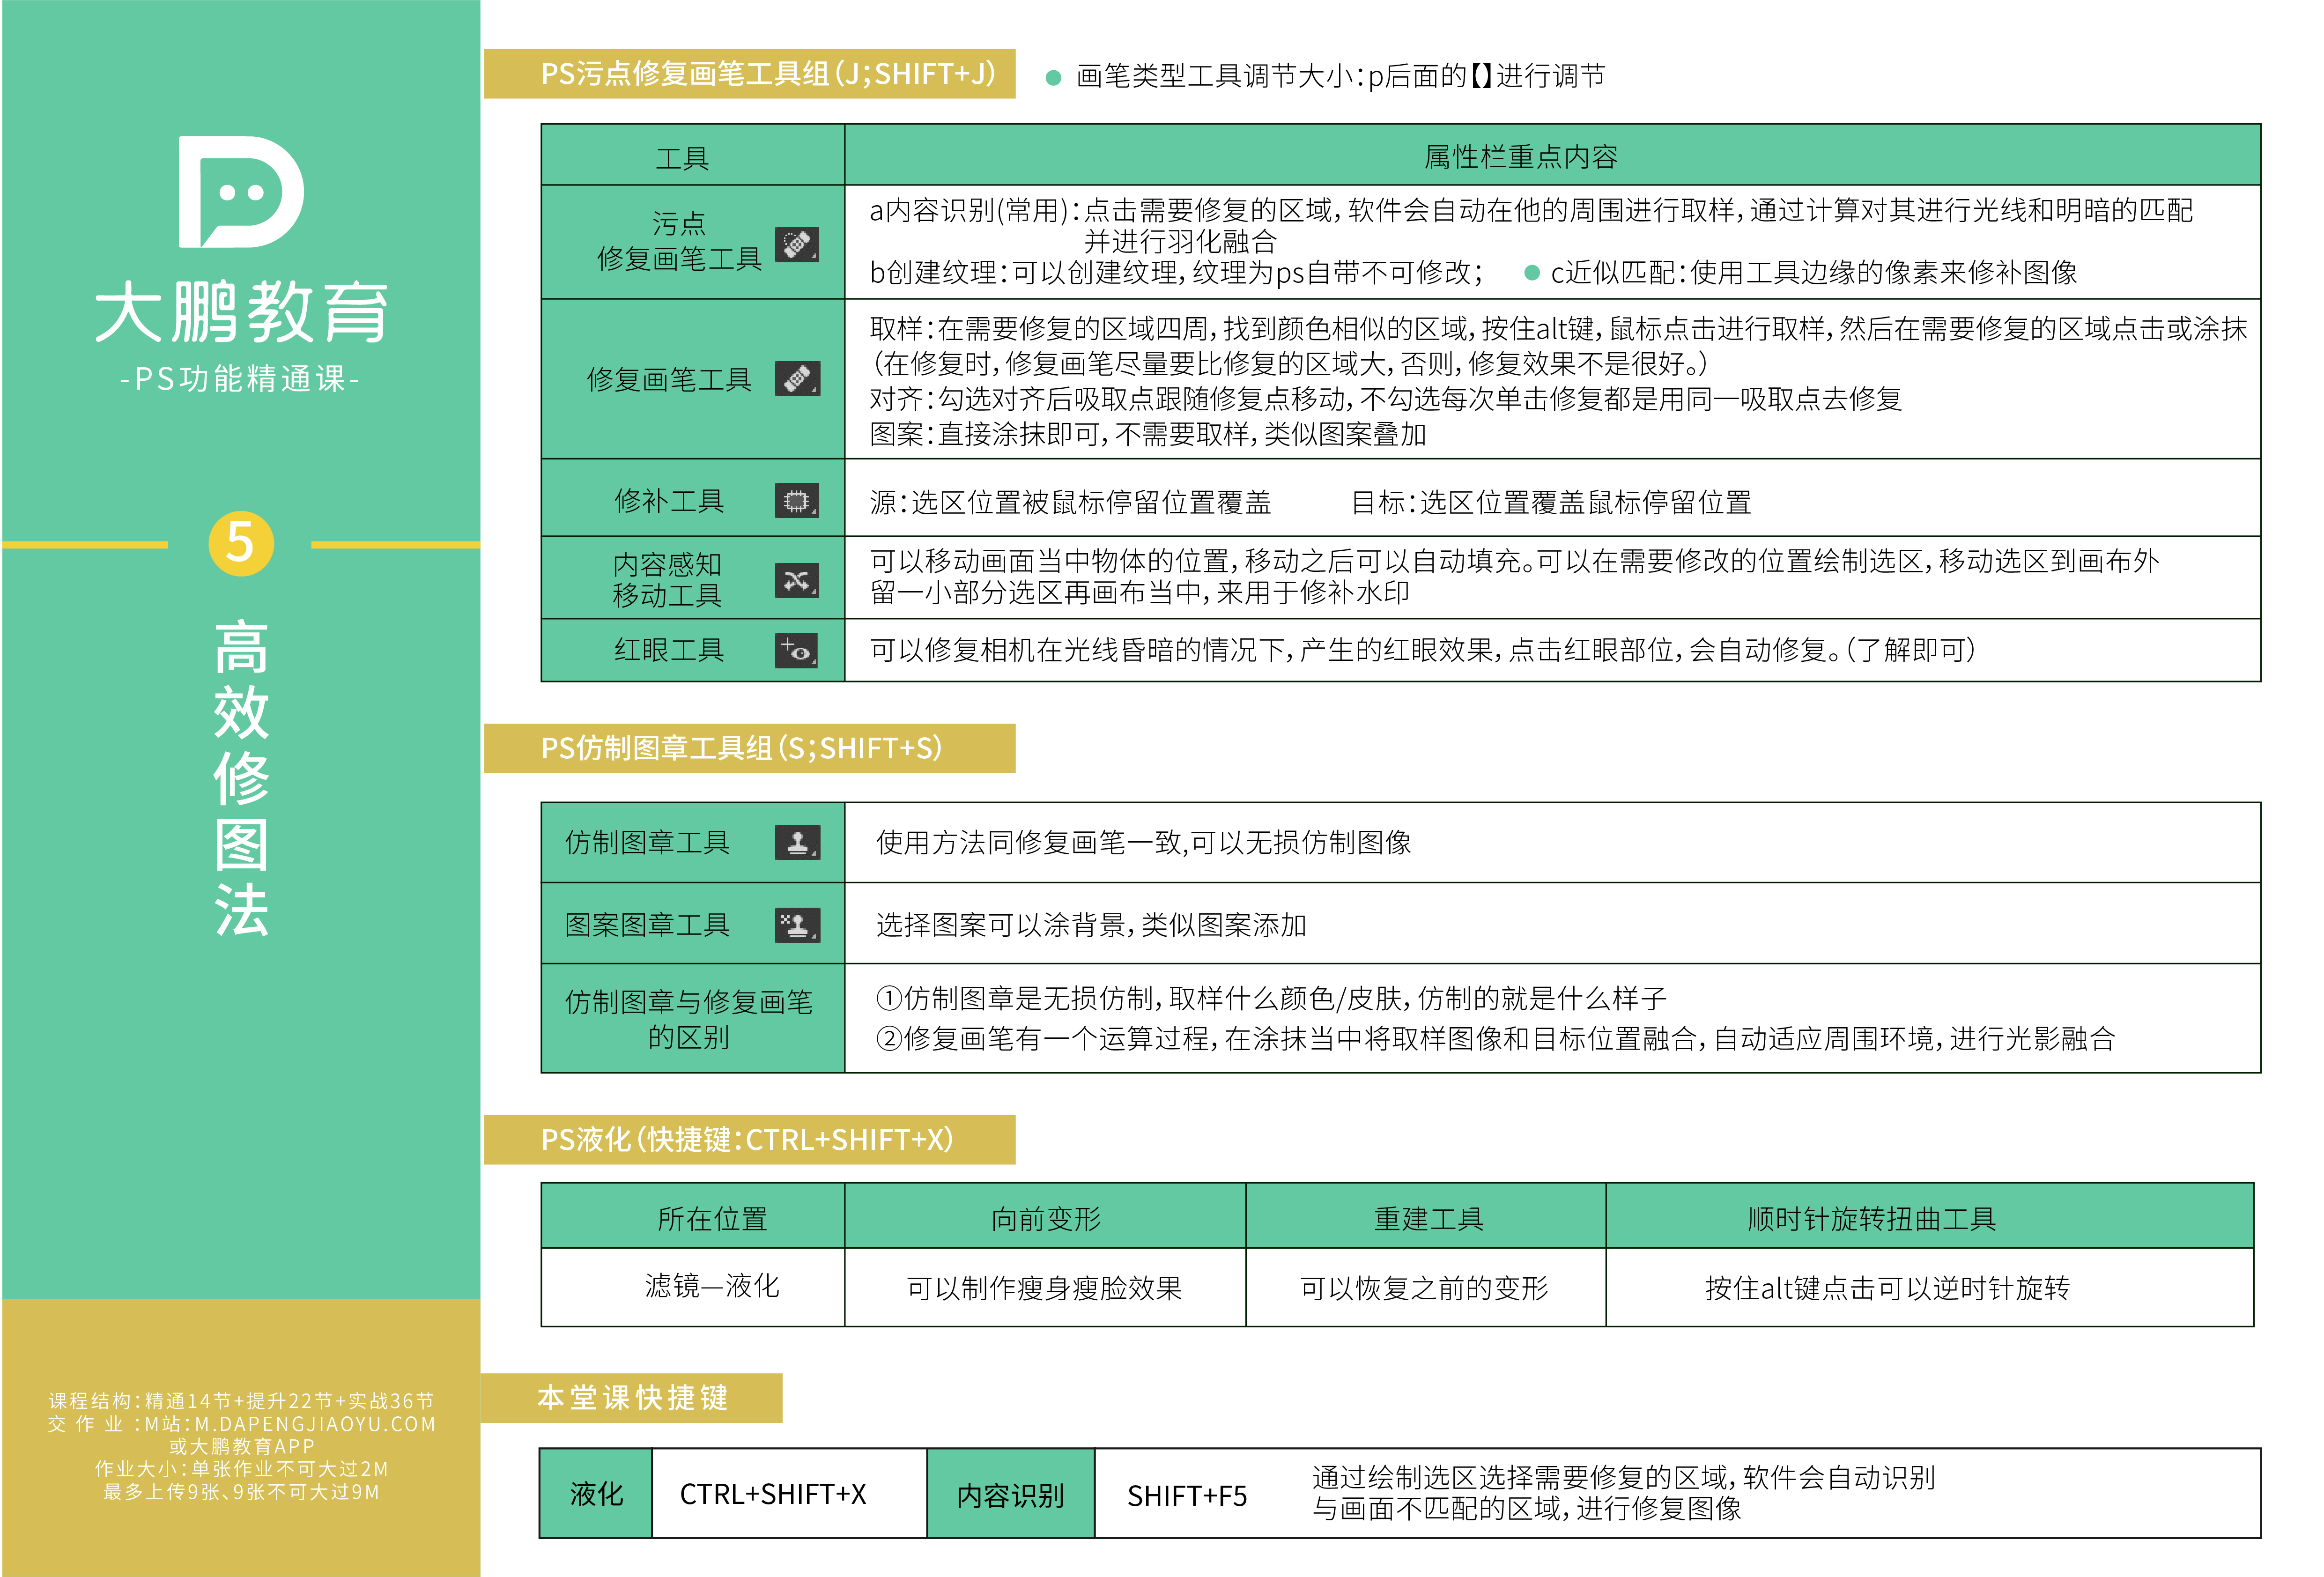 大鹏教育
-PS功能精通课-
5
高效修图法
课程结构：精通14节+提升22节+实战36节
交 作 业 ：M站：M.DAPENGJIAOYU.COM
或大鹏教育APP
作业大小：单张作业不可大过2M
最多上传9张、9张不可大过9M
PS污点修复画笔工具组（J；SHIFT+J）
画笔类型工具调节大小：p后面的【】进行调节
工具
属性栏重点内容
污点
修复画笔工具
a内容识别(常用)：点击需要修复的区域，软件会自动在他的周围进行取样，通过计算对其进行光线和明暗的匹配
并进行羽化融合
b创建纹理：可以创建纹理，纹理为ps自带不可修改；
c近似匹配：使用工具边缘的像素来修补图像
修复画笔工具
取样：在需要修复的区域四周，找到颜色相似的区域，按住alt键，鼠标点击进行取样，然后在需要修复的区域点击或涂抹
（在修复时，修复画笔尽量要比修复的区域大，否则，修复效果不是很好。）
对齐：勾选对齐后吸取点跟随修复点移动，不勾选每次单击修复都是用同一吸取点去修复
图案：直接涂抹即可，不需要取样，类似图案叠加
修补工具
源：选区位置被鼠标停留位置覆盖
目标：选区位置覆盖鼠标停留位置
内容感知
移动工具
可以移动画面当中物体的位置，移动之后可以自动填充。可以在需要修改的位置绘制选区，移动选区到画布外
留一小部分选区再画布当中，来用于修补水印
红眼工具
可以修复相机在光线昏暗的情况下，产生的红眼效果，点击红眼部位，会自动修复。（了解即可）
PS仿制图章工具组（S；SHIFT+S）
仿制图章工具
使用方法同修复画笔一致,可以无损仿制图像
图案图章工具
选择图案可以涂背景，类似图案添加
仿制图章与修复画笔
的区别
①仿制图章是无损仿制，取样什么颜色/皮肤，仿制的就是什么样子
②修复画笔有一个运算过程，在涂抹当中将取样图像和目标位置融合，自动适应周围环境，进行光影融合
PS液化（快捷键：CTRL+SHIFT+X）
所在位置
向前变形
重建工具
顺时针旋转扭曲工具
滤镜—液化
可以制作瘦身瘦脸效果
可以恢复之前的变形
按住alt键点击可以逆时针旋转
本堂课快捷键
液化
CTRL+SHIFT+X
内容识别
SHIFT+F5
通过绘制选区选择需要修复的区域，软件会自动识别
与画面不匹配的区域，进行修复图像